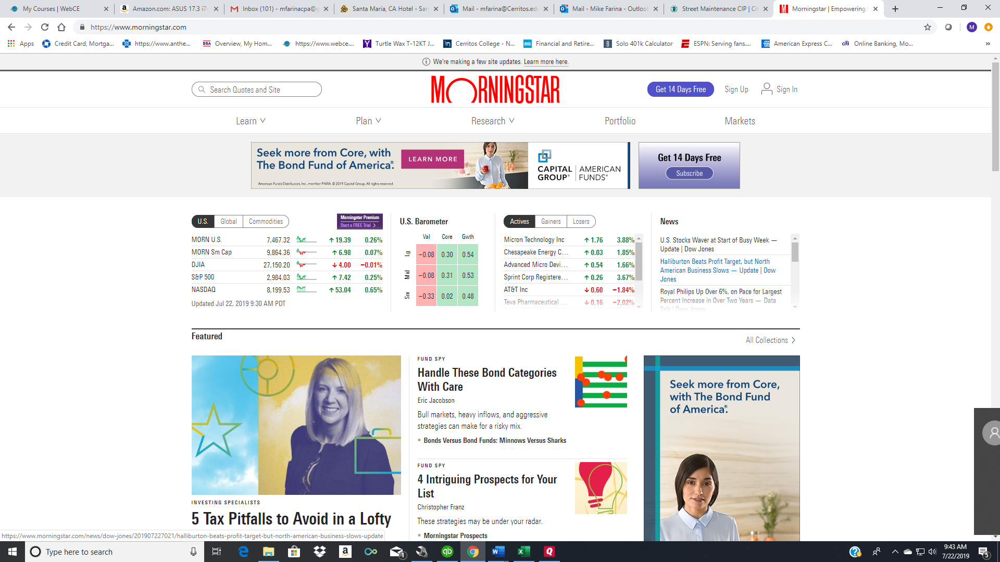 My Courses | WebCE
Amazon.com: ASUS 17.3 i7-
Inbox (101) - mfarinacpa@g
Santa Maria, CA Hotel - San
Mail - mfarina@Cerritos.edu
Mail - Mike Farina - Outlook
Street Maintenance CIP | Cit
Morningstar | Empowering
https://www.morningstar.com
M
Apps
Credit Card, Mortga...
https://www.anthe...
SSA
Overview, My Hom...
https://www.webce....
Turtle Wax T-12KT J...
Cerritos College - N...
Financial and Retire...
Solo 401k Calculator
ESPN: Serving fans....
American Express C...
citi
Online Banking, Mo...
»
We're making a few site updates. Learn more here.
Search Quotes and Site
MORNINGSTAR
Get 14 Days Free
Sign Up
Sign In
Learn
Plan
Research
Portfolio
Markets
Seek more from Core, with
The Bond Fund of America®.
LEARN MORE
American Funds Distributors, Inc., member FINRA. © 2019 Capital Group. All rights reserved.
CAPITAL GROUP® | AMERICAN FUNDS®
Get 14 Days Free
Subscribe
U.S. Global Commodities
Morningstar Premium
Start a FREE Trial >
MORN U.S. 7,467.32 ↑ 19.39 0.26%
MORN Sm Cap 9,864.36 ↑ 6.98 0.07%
DJIA 27,150.20 ↓ 4.00 −0.01%
S&P 500 2,984.03 ↑ 7.42 0.25%
NASDAQ 8,199.53 ↑ 53.04 0.65%
Updated Jul 22, 2019 9:30 AM PDT
U.S. Barometer
Val Core Gwth
Lg −0.08 0.30 0.54
Mid −0.08 0.31 0.53
Sm −0.33 0.02 0.48
Actives Gainers Losers
Micron Technology Inc ↑ 1.76 3.88%
Chesapeake Energy C... ↑ 0.03 1.85%
Advanced Micro Devi... ↑ 0.54 1.66%
Sprint Corp Registere... ↑ 0.26 3.67%
AT&T Inc ↓ 0.60 −1.84%
Teva Pharmaceutical ... ↓ 0.16 −2.02%
News
U.S. Stocks Waver at Start of Busy Week —
Update | Dow Jones
Halliburton Beats Profit Target, but North
American Business Slows — Update | Dow
Jones
Royal Philips Up Over 6%, on Pace for Largest
Percent Increase in Over Two Years — Data
Talk | Dow Jones
Featured
All Collections >
INVESTING SPECIALISTS
5 Tax Pitfalls to Avoid in a Lofty
FUND SPY
Handle These Bond Categories
With Care
Eric Jacobson
Bull markets, heavy inflows, and aggressive
strategies can make for a risky mix.
• Bonds Versus Bond Funds: Minnows Versus Sharks
FUND SPY
4 Intriguing Prospects for Your
List
Christopher Franz
These strategies may be under your radar.
• Morningstar Prospects
Seek more from Core,
with The Bond Fund
of America®.
https://www.morningstar.com/news/dow-jones/201907227021/halliburton-beats-profit-target-but-north-american-business-slows-update
Type here to search
1
qb
9:43 AM
7/22/2019
5